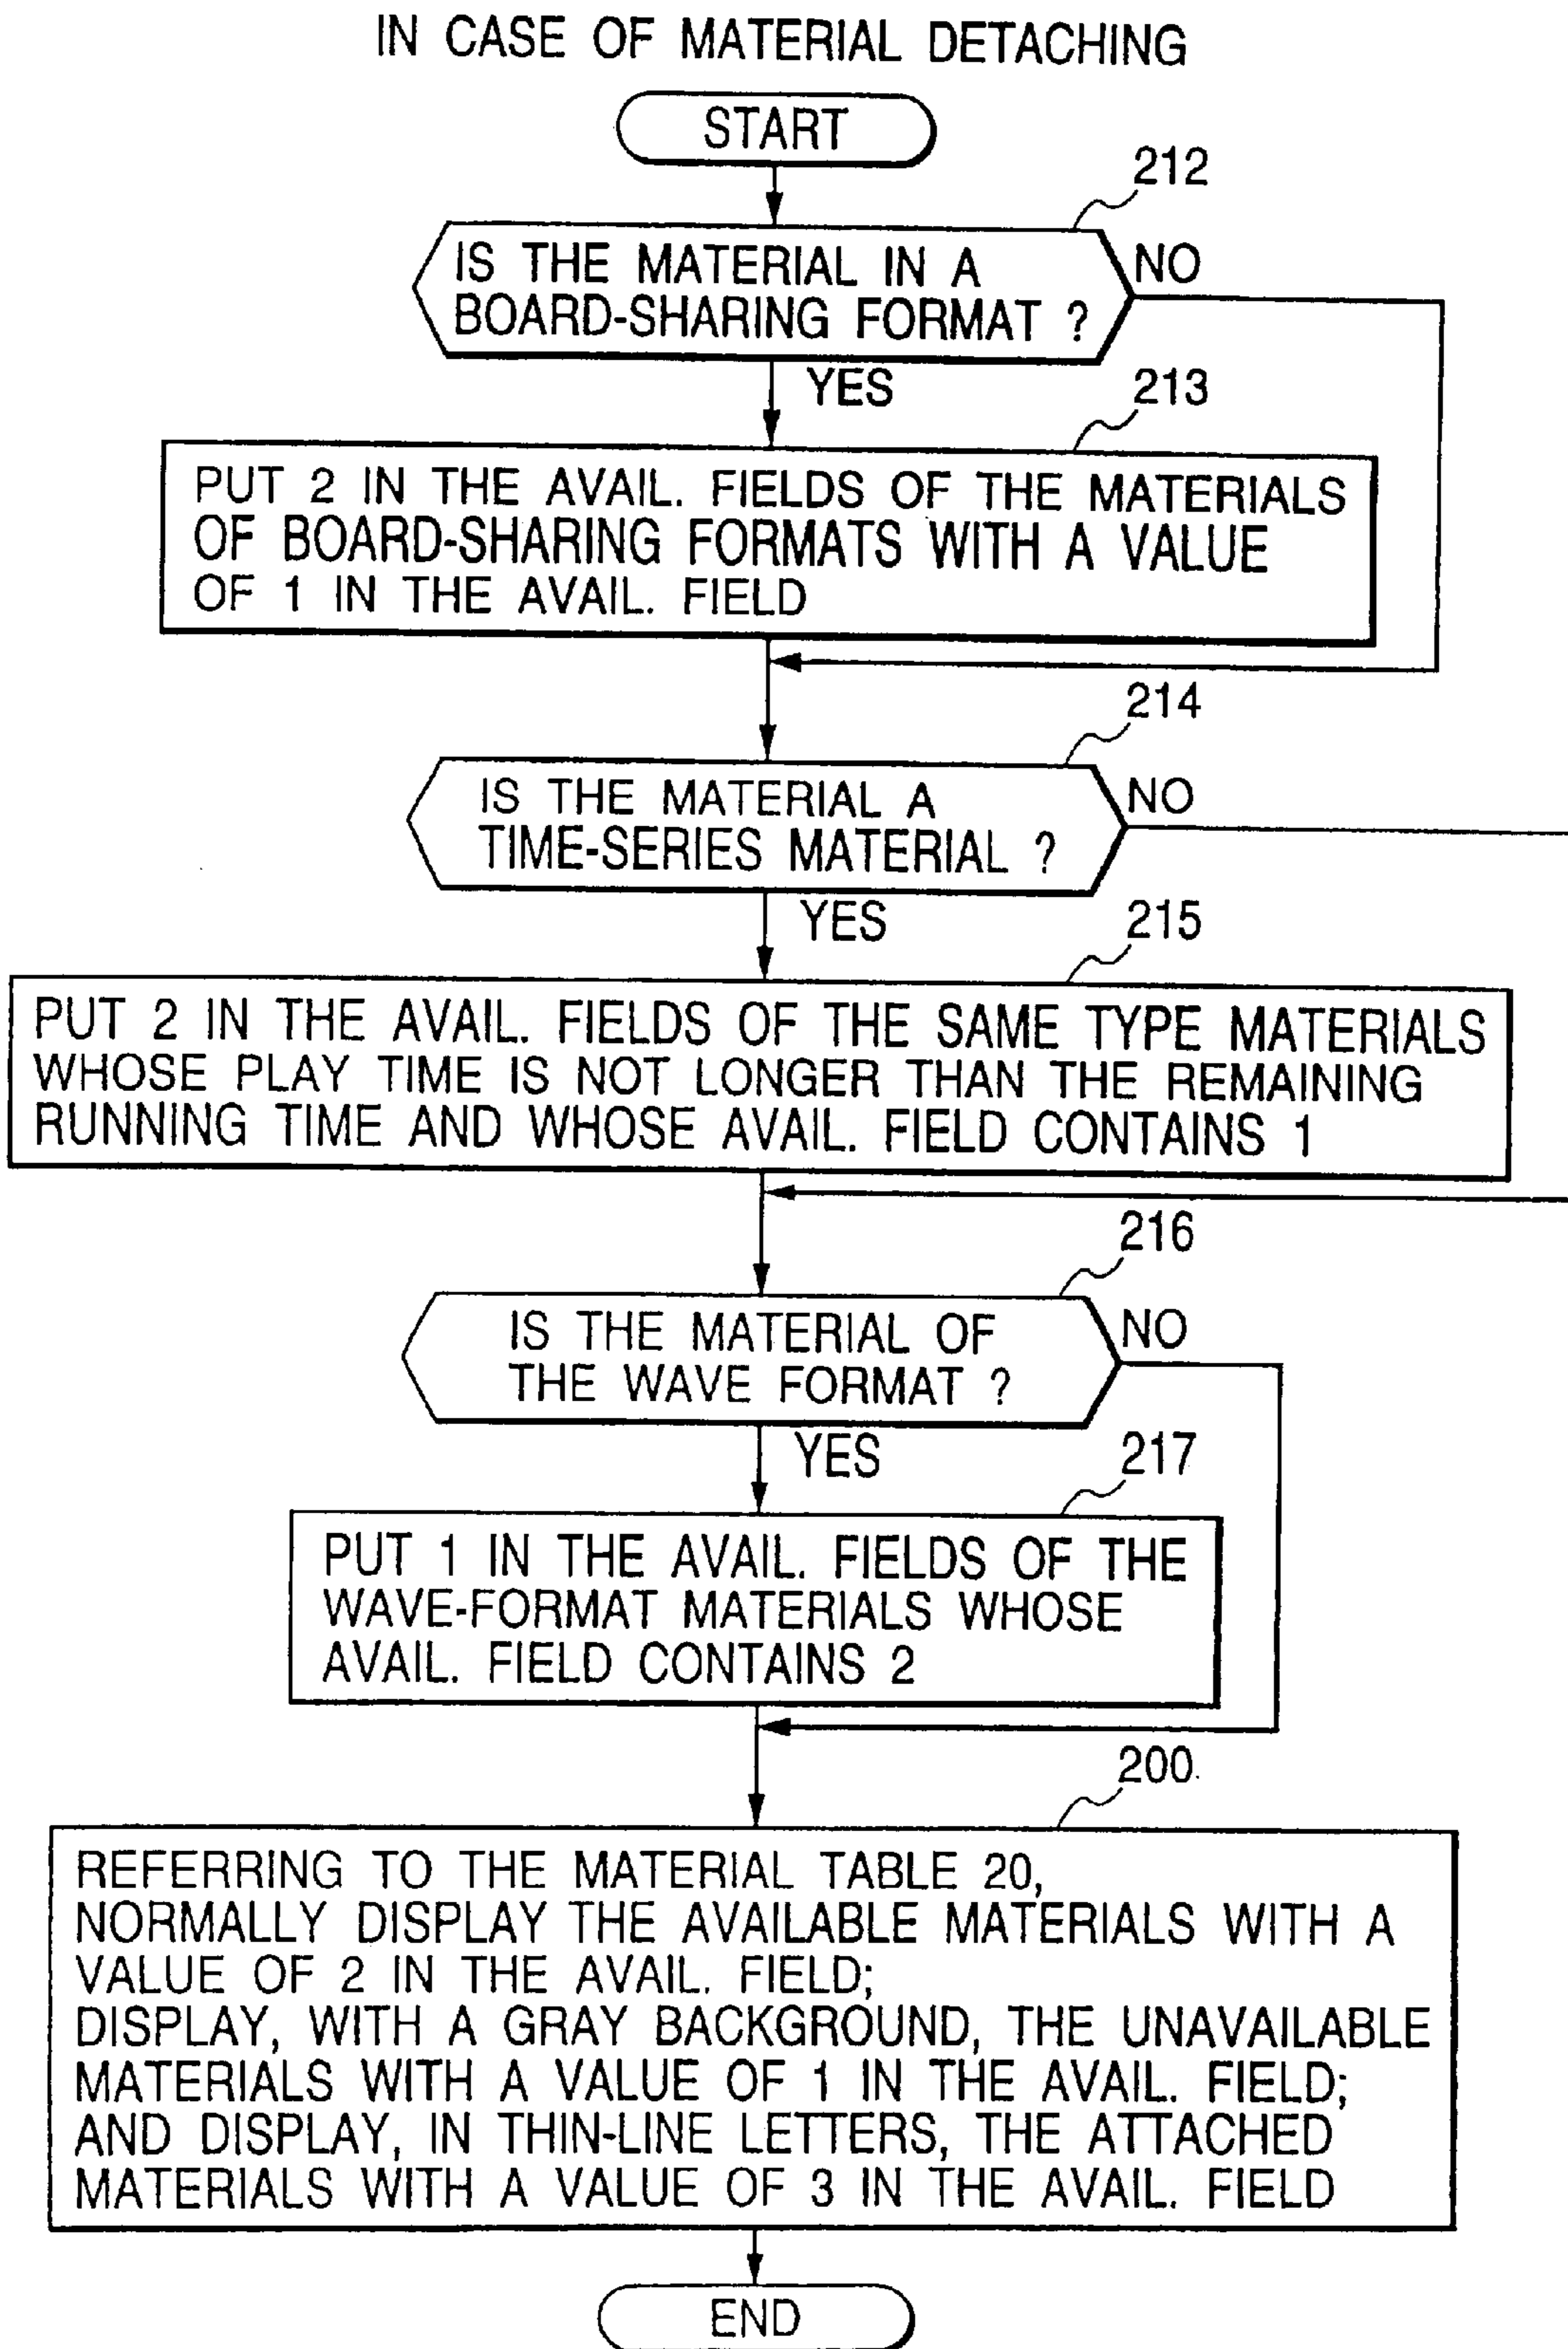 IN CASE OF MATERIAL DETACHING
START
212
IS THE MATERIAL IN A
BOARD-SHARING FORMAT ?
NO
YES
213
PUT 2 IN THE AVAIL. FIELDS OF THE MATERIALS
OF BOARD-SHARING FORMATS WITH A VALUE
OF 1 IN THE AVAIL. FIELD
214
IS THE MATERIAL A
TIME-SERIES MATERIAL ?
NO
YES
215
PUT 2 IN THE AVAIL. FIELDS OF THE SAME TYPE MATERIALS
WHOSE PLAY TIME IS NOT LONGER THAN THE REMAINING
RUNNING TIME AND WHOSE AVAIL. FIELD CONTAINS 1
216
IS THE MATERIAL OF
THE WAVE FORMAT ?
NO
YES
217
PUT 1 IN THE AVAIL. FIELDS OF THE
WAVE-FORMAT MATERIALS WHOSE
AVAIL. FIELD CONTAINS 2
200
REFERRING TO THE MATERIAL TABLE 20,
NORMALLY DISPLAY THE AVAILABLE MATERIALS WITH A
VALUE OF 2 IN THE AVAIL. FIELD;
DISPLAY, WITH A GRAY BACKGROUND, THE UNAVAILABLE
MATERIALS WITH A VALUE OF 1 IN THE AVAIL. FIELD;
AND DISPLAY, IN THIN-LINE LETTERS, THE ATTACHED
MATERIALS WITH A VALUE OF 3 IN THE AVAIL. FIELD
END